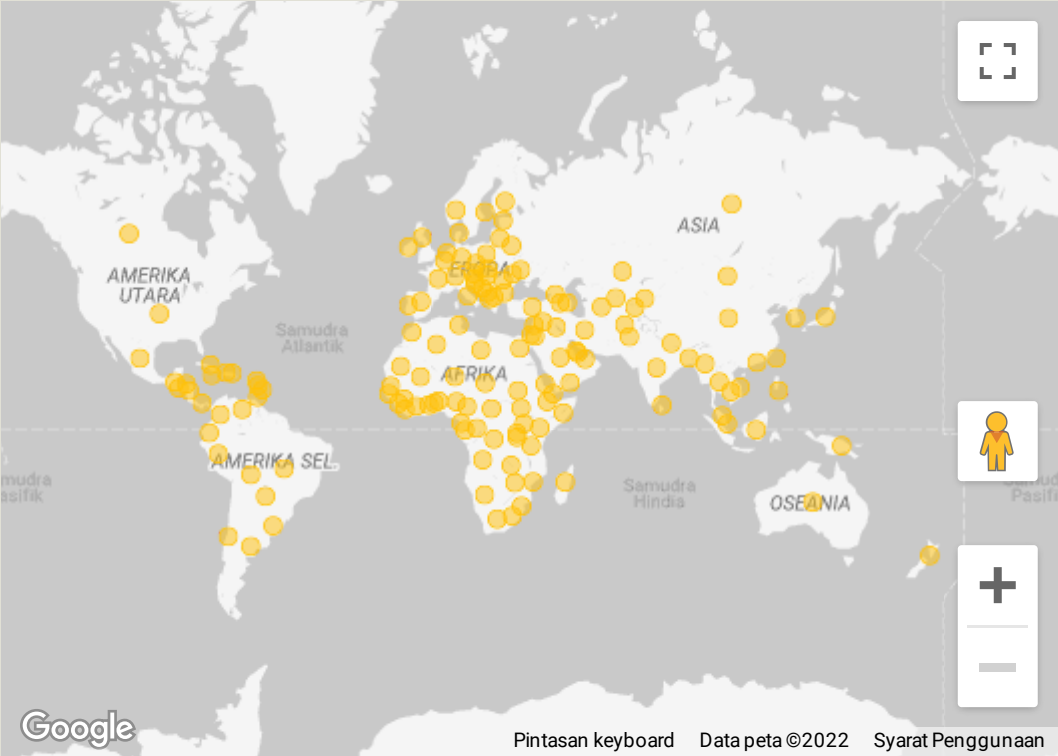 ASIA
EROPA
AMERIKA
UTARA
Samudra
Atlantik
AFRIKA
AMERIKA SEL.
Samudra
Hindia
OSEANIA
Google
Pintasan keyboard
Data peta ©2022
Syarat Penggunaan